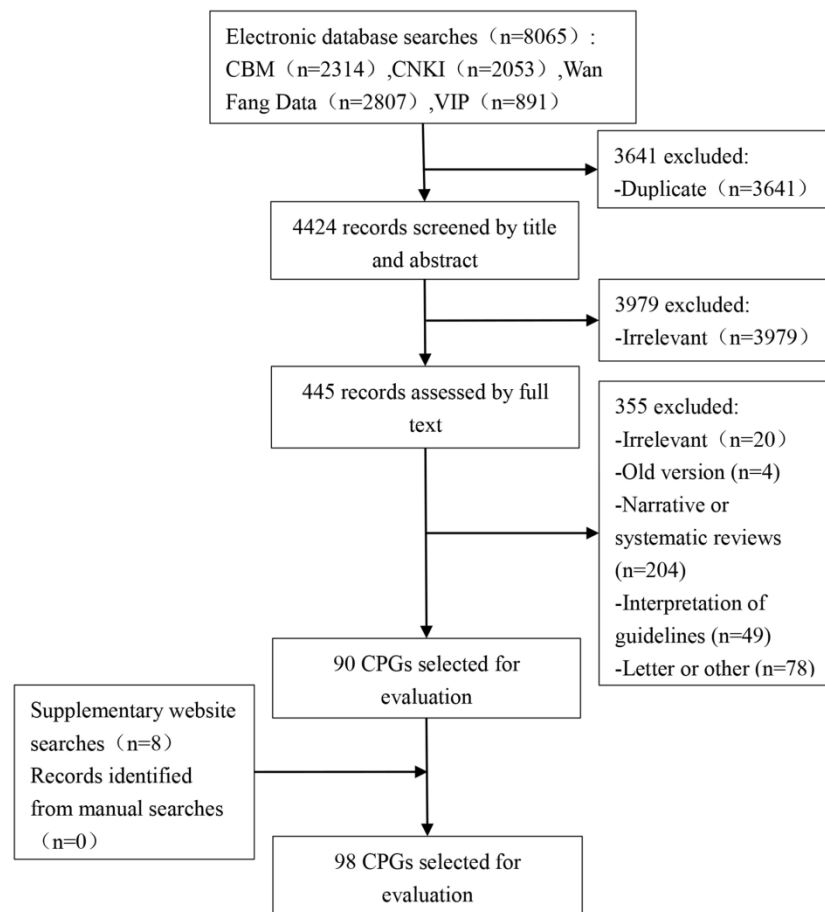 Electronic database searches（n=8065）:
CBM（n=2314）,CNKI（n=2053）,Wan
Fang Data（n=2807）,VIP（n=891）
3641 excluded:
-Duplicate（n=3641）
4424 records screened by title
and abstract
3979 excluded:
-Irrelevant（n=3979）
445 records assessed by full
text
355 excluded:
-Irrelevant（n=20）
-Old version (n=4)
-Narrative or
systematic reviews
(n=204)
-Interpretation of
guidelines (n=49)
-Letter or other (n=78)
90 CPGs selected for
evaluation
Supplementary website
searches（n=8）
Records identified
from manual searches
（n=0）
98 CPGs selected for
evaluation